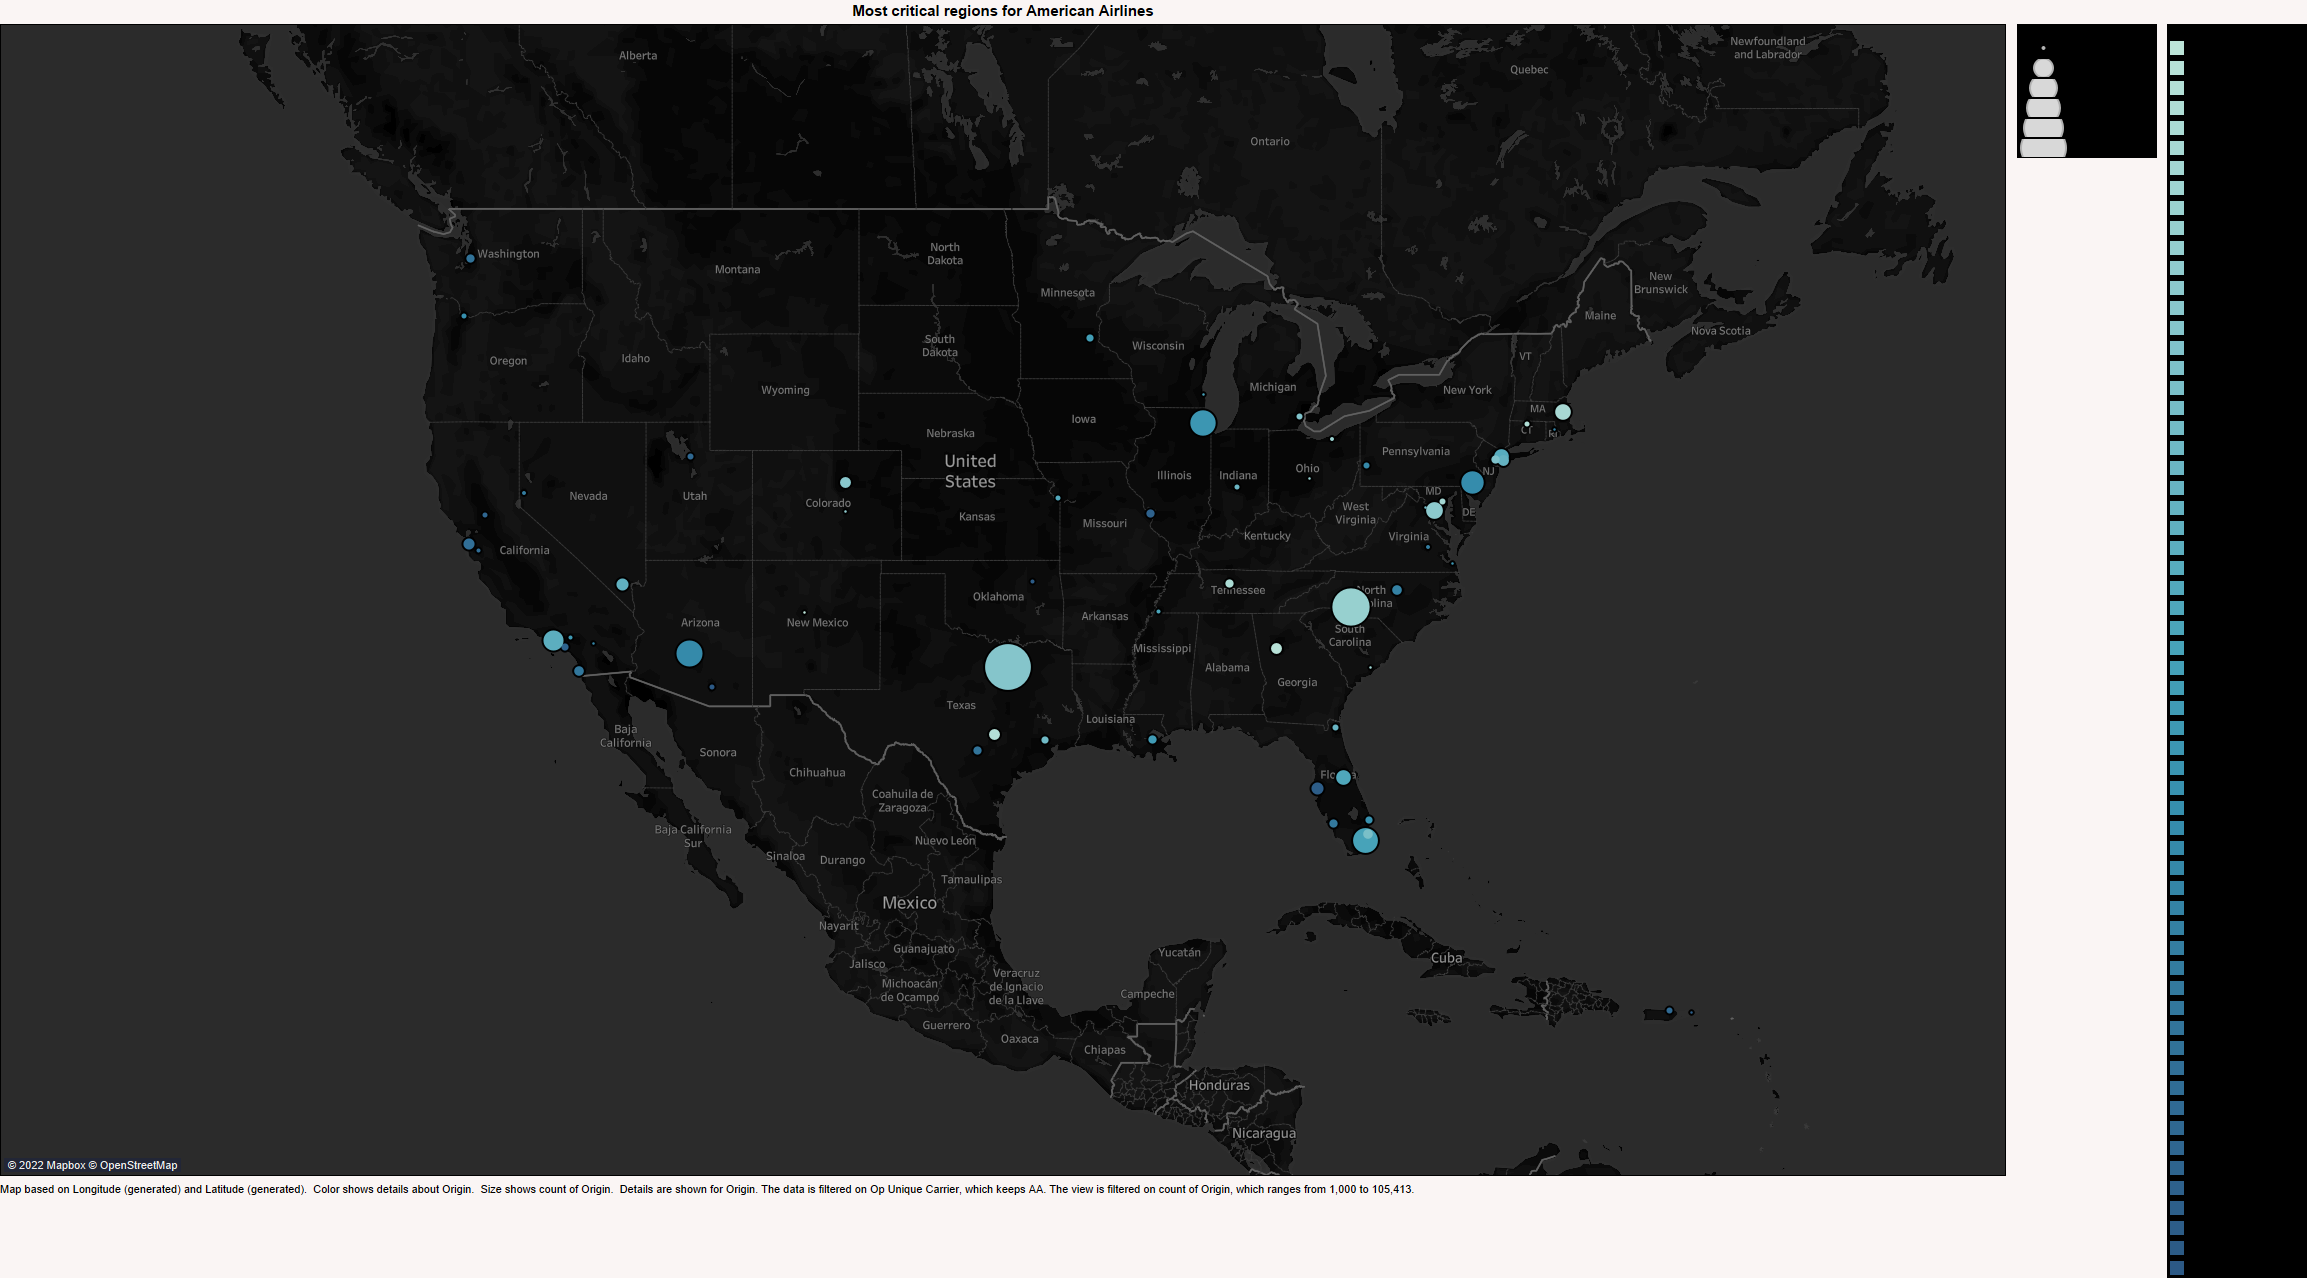 Most critical regions for American Airlines
Alberta
Newfoundland
and Labrador
Quebec
Ontario
Washington
North
Dakota
Montana
New
Brunswick
Minnesota
Maine
Nova Scotia
South
Dakota
Wisconsin
VT
Oregon
Idaho
Michigan
New York
Wyoming
MA
Iowa
CT
RI
Nebraska
Pennsylvania
United
States
Ohio
NJ
Illinois
Indiana
Nevada
Utah
Colorado
MD
West
Virginia
DE
Kansas
Missouri
Kentucky
Virginia
California
Tennessee
North
lina
Oklahoma
Arkansas
Arizona
New Mexico
South
Carolina
Mississippi
Alabama
Georgia
Texas
Louisiana
Baja
California
Sonora
Chihuahua
Flo a
Coahuila de
Zaragoza
Baja California
Sur
Nuevo León
Sinaloa
Durango
Tamaulipas
Mexico
Nayarit
Guanajuato
Yucatán
Cuba
Jalisco
Veracruz
de Ignacio
de la Llave
Michoacán
de Ocampo
Campeche
Guerrero
Oaxaca
Chiapas
Honduras
Nicaragua
© 2022 Mapbox © OpenStreetMap
Map based on Longitude (generated) and Latitude (generated).  Color shows details about Origin.  Size shows count of Origin.  Details are shown for Origin. The data is filtered on Op Unique Carrier, which keeps AA. The view is filtered on count of Origin, which ranges from 1,000 to 105,413.